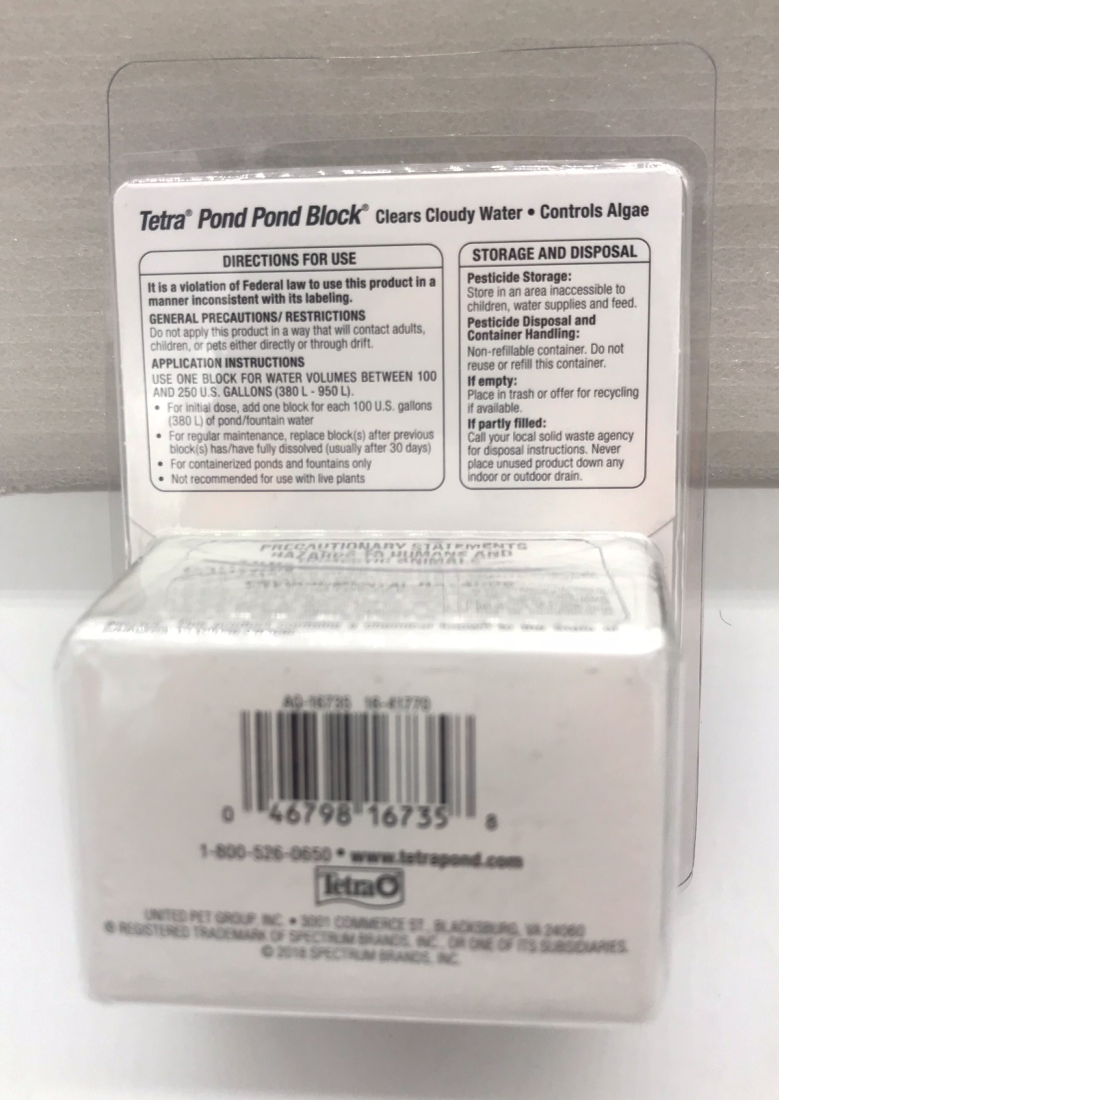 Tetra® Pond Pond Block® Clears Cloudy Water • Controls Algae
DIRECTIONS FOR USE
It is a violation of Federal law to use this product in a
manner inconsistent with its labeling.
GENERAL PRECAUTIONS/ RESTRICTIONS
Do not apply this product in a way that will contact adults,
children, or pets either directly or through drift.
APPLICATION INSTRUCTIONS
USE ONE BLOCK FOR WATER VOLUMES BETWEEN 100
AND 250 U.S. GALLONS (380 L - 950 L).
• For initial dose, add one block for each 100 U.S. gallons
(380 L) of pond/fountain water
• For regular maintenance, replace block(s) after previous
block(s) has/have fully dissolved (usually after 30 days)
• For containerized ponds and fountains only
• Not recommended for use with live plants
STORAGE AND DISPOSAL
Pesticide Storage:
Store in an area inaccessible to
children, water supplies and feed.
Pesticide Disposal and
Container Handling:
Non-refillable container. Do not
reuse or refill this container.
If empty:
Place in trash or offer for recycling
if available.
If partly filled:
Call your local solid waste agency
for disposal instructions. Never
place unused product down any
indoor or outdoor drain.
PRECAUTIONARY STATEMENTS
HAZARDS TO HUMANS AND
DOMESTIC ANIMALS
AG-16735 16-41770
0 46798 16735 8
1-800-526-0650 • www.tetrapond.com
Tetra
UNITED PET GROUP, INC. • 3001 COMMERCE ST., BLACKSBURG, VA 24060
® REGISTERED TRADEMARK OF SPECTRUM BRANDS, INC., OR ONE OF ITS SUBSIDIARIES.
© 2018 SPECTRUM BRANDS, INC.